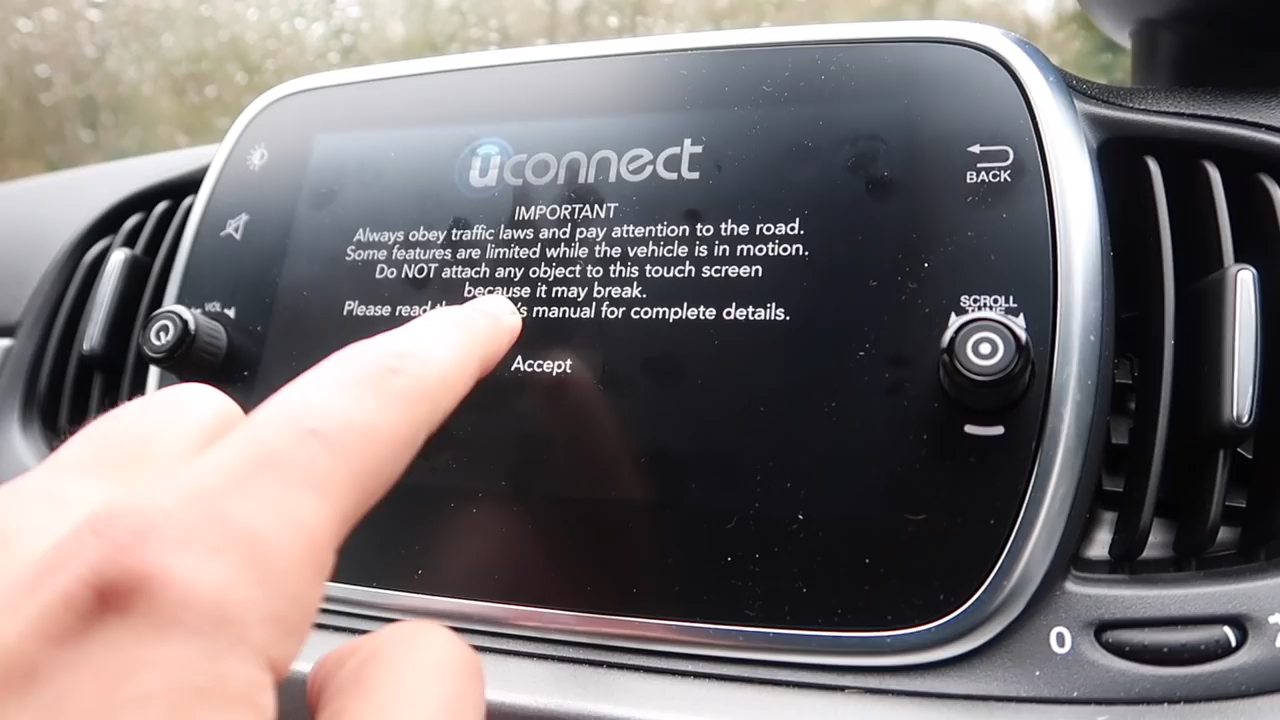 uconnect
IMPORTANT
Always obey traffic laws and pay attention to the road.
Some features are limited while the vehicle is in motion.
Do NOT attach any object to this touch screen
because it may break.
Please read manual for complete details.
Accept
BACK
VOL
SCROLL
TUNE
0